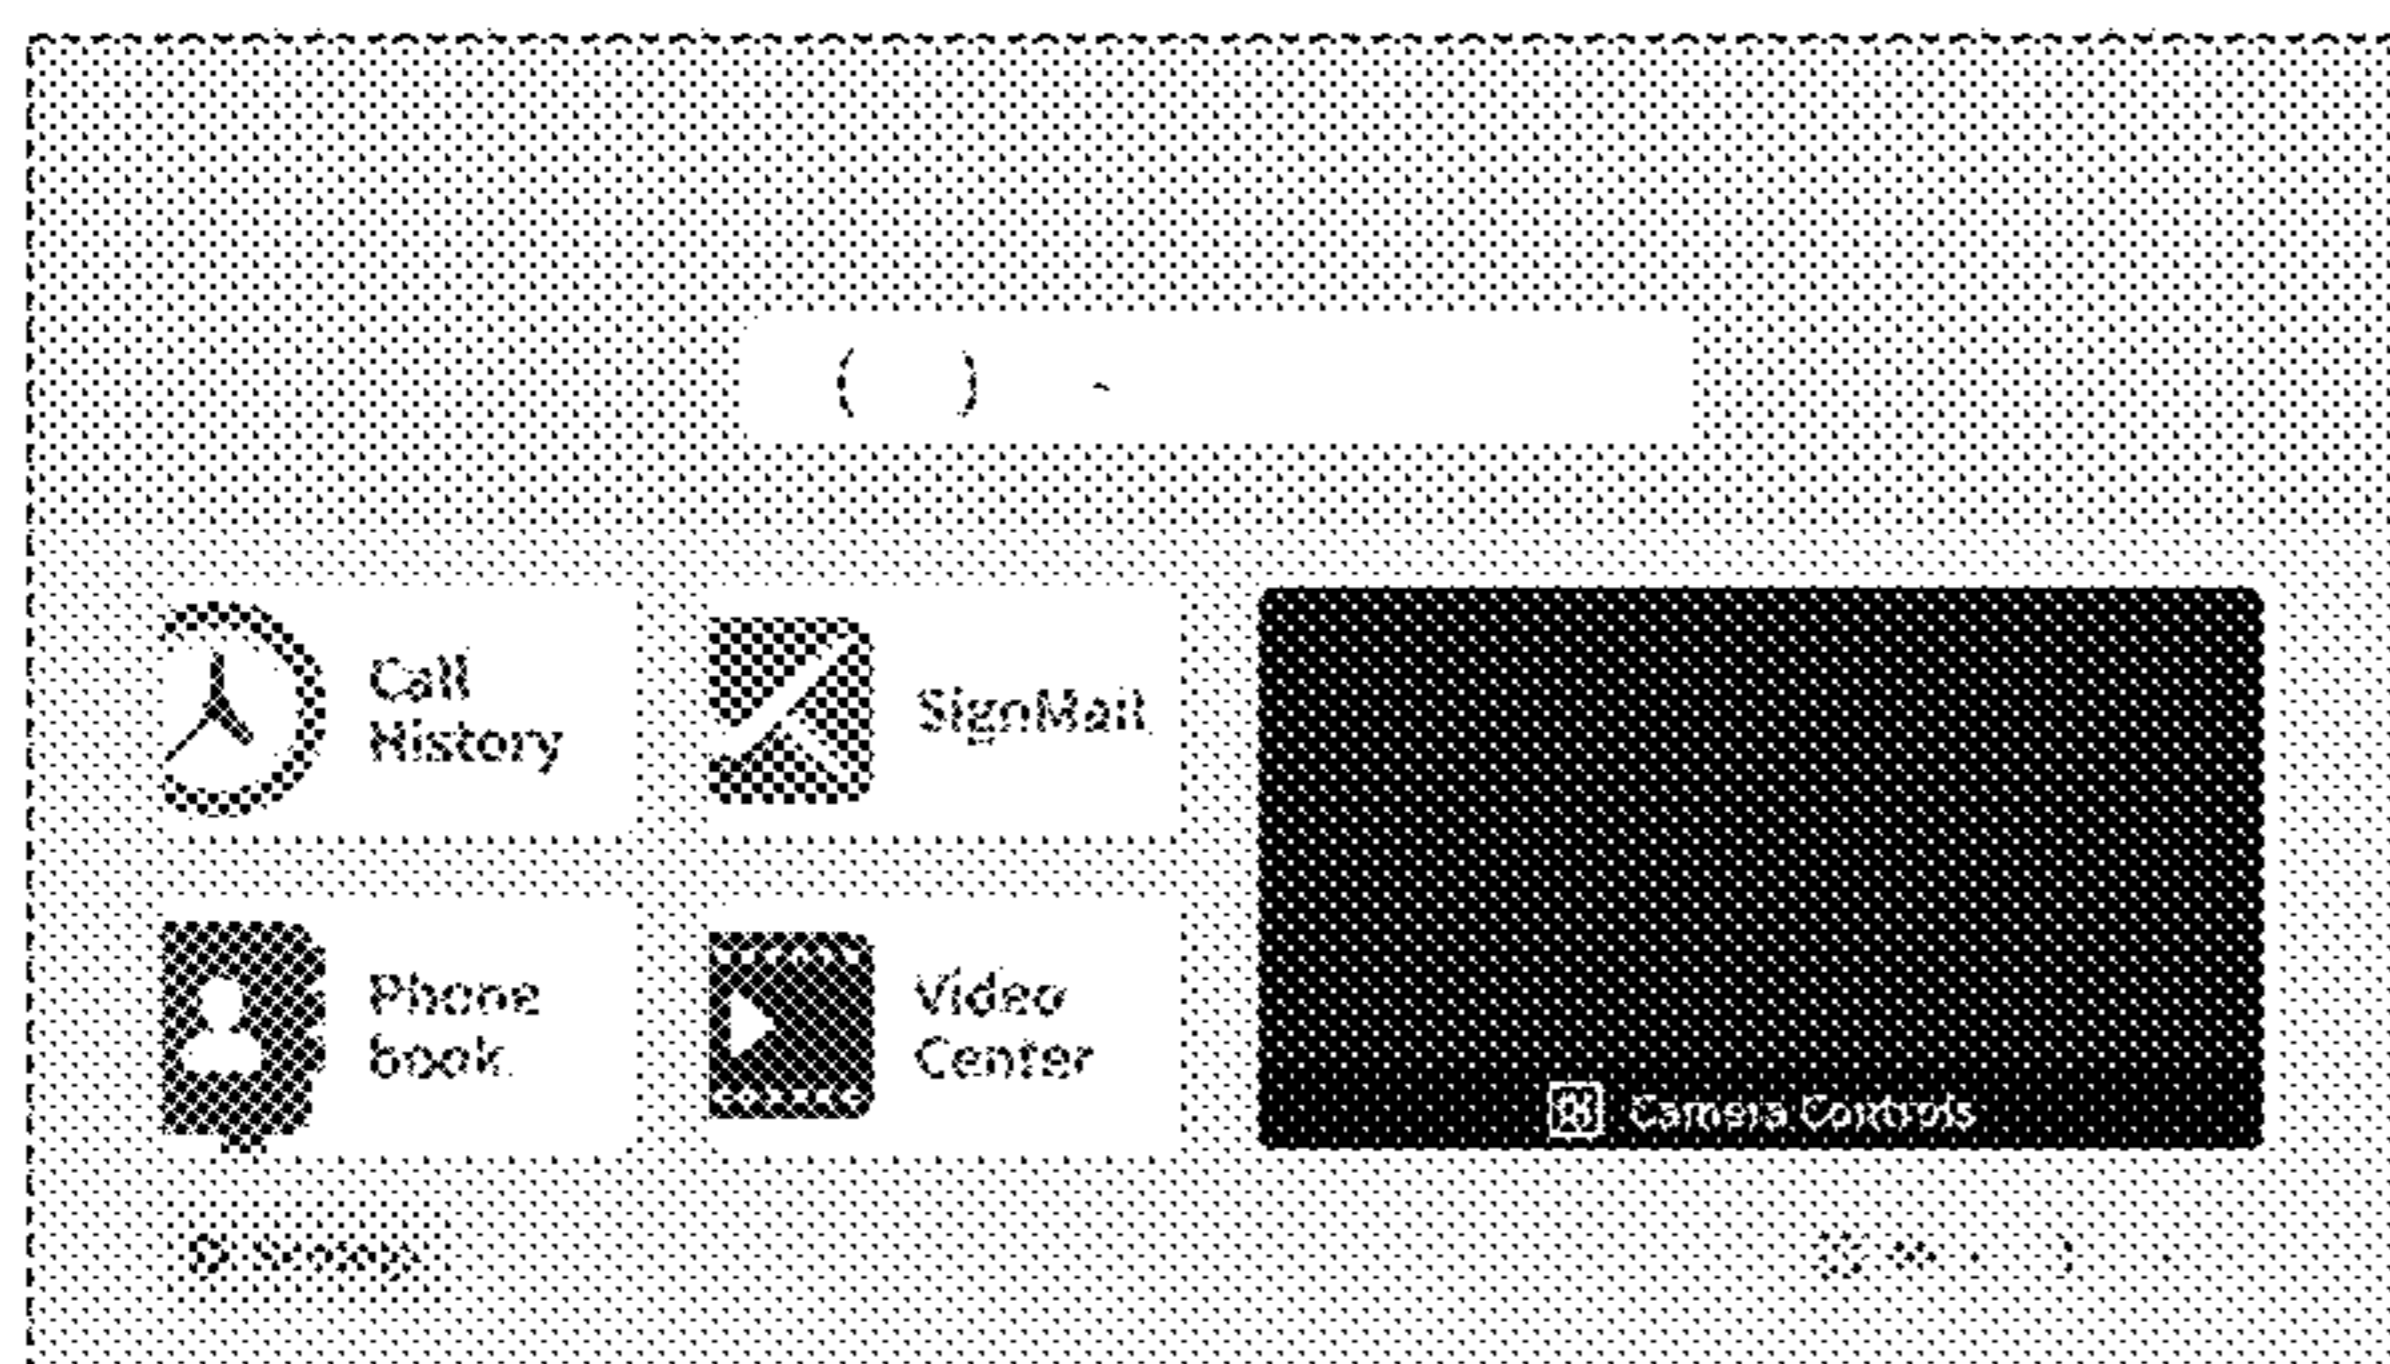 ( ) -
Call
History
SignMail
Phone
book
Video
Center
Camera Controls